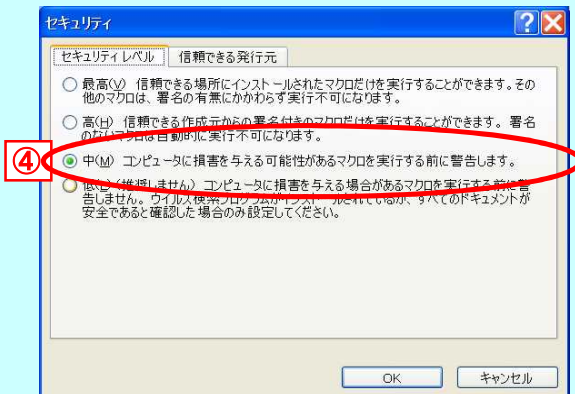 セキュリティ
セキュリティ レベル 信頼できる発行元
最高(V) 信頼できる場所にインストールされたマクロだけを実行することができます。その
他のマクロは、署名の有無にかかわらず実行不可になります。
高(H) 信頼できる作成元からの署名付きのマクロだけを実行することができます。署名
のないマクロは自動的に実行不可になります。
④
中(M) コンピュータに損害を与える可能性があるマクロを実行する前に警告します。
低(L) (推奨しません) コンピュータに損害を与える場合があるマクロを実行する前に警
告しません。ウイルス検索プログラムがインストールされているか、すべてのドキュメントが
安全であると確認した場合のみ設定してください。
OK キャンセル